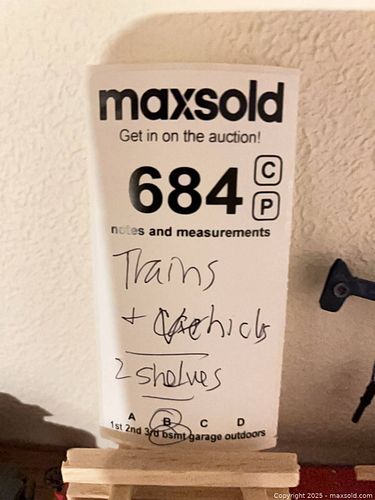 maxsold
Get in on the auction!
684 C
P
notes and measurements
Trains
+ Vehicls
2 shelves
A B C D
1st 2nd 3rd bsmt garage outdoors
Copyright 2025 - maxsold.com